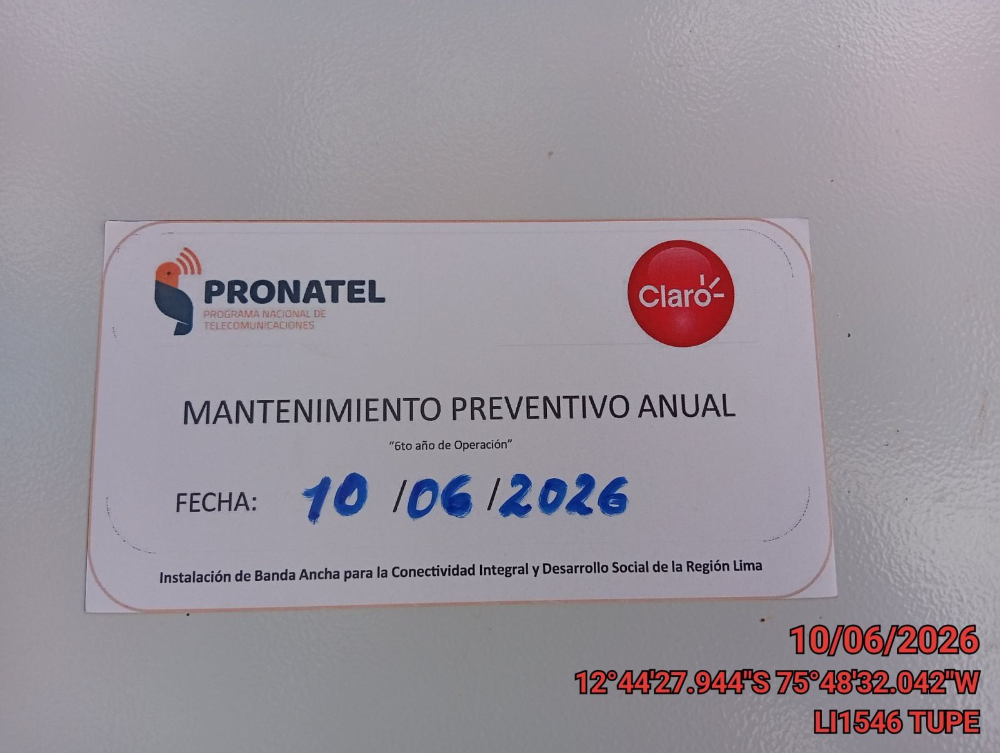 PRONATEL
PROGRAMA NACIONAL DE
TELECOMUNICACIONES
Claro
MANTENIMIENTO PREVENTIVO ANUAL
“6to año de Operación”
FECHA: 10 /06 /2026
Instalación de Banda Ancha para la Conectividad Integral y Desarrollo Social de la Región Lima
10/06/2026
12°44'27.944"S 75°48'32.042"W
LI1546 TUPE